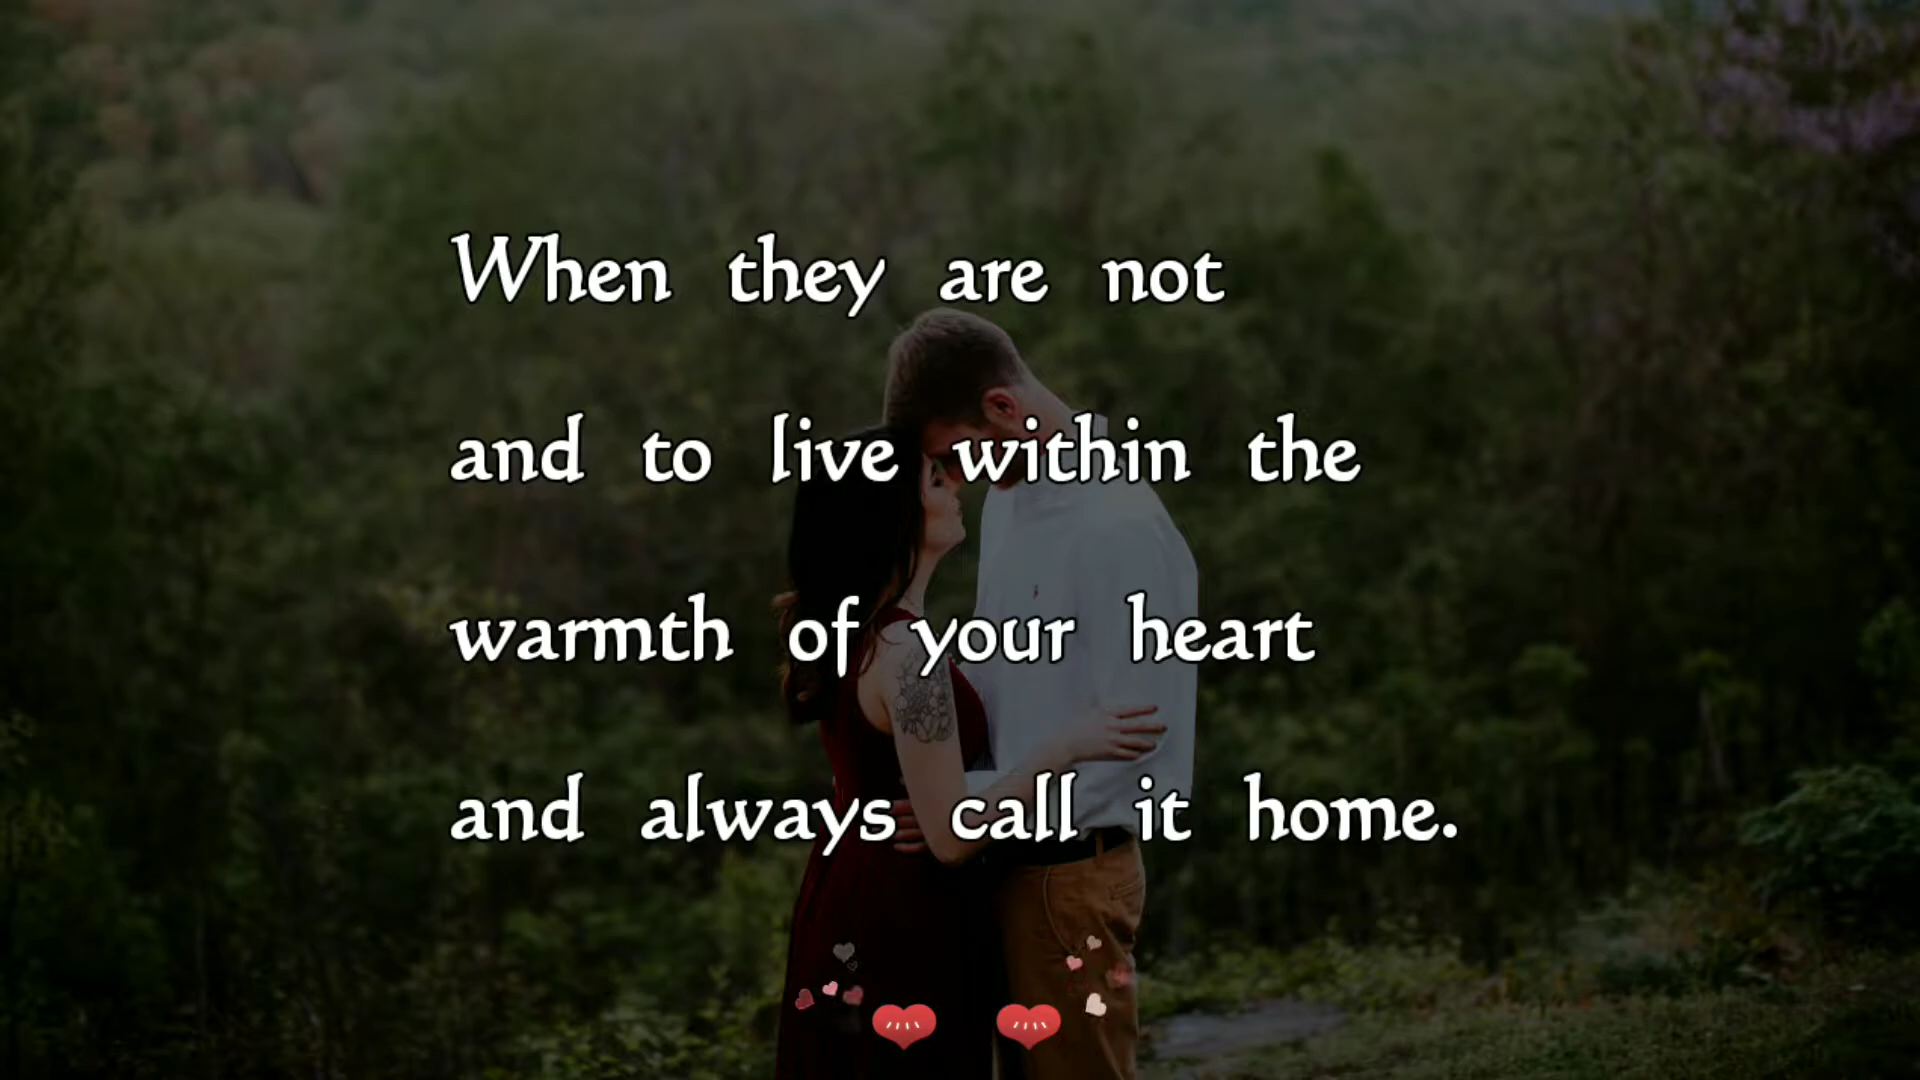 When they are not
and to live within the
warmth of your heart
and always call it home.